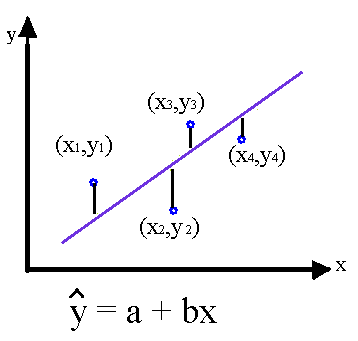 y
(x₃,y₃)
(x₁,y₁)
(x₄,y₄)
(x₂,y₂)
x
ŷ = a + bx